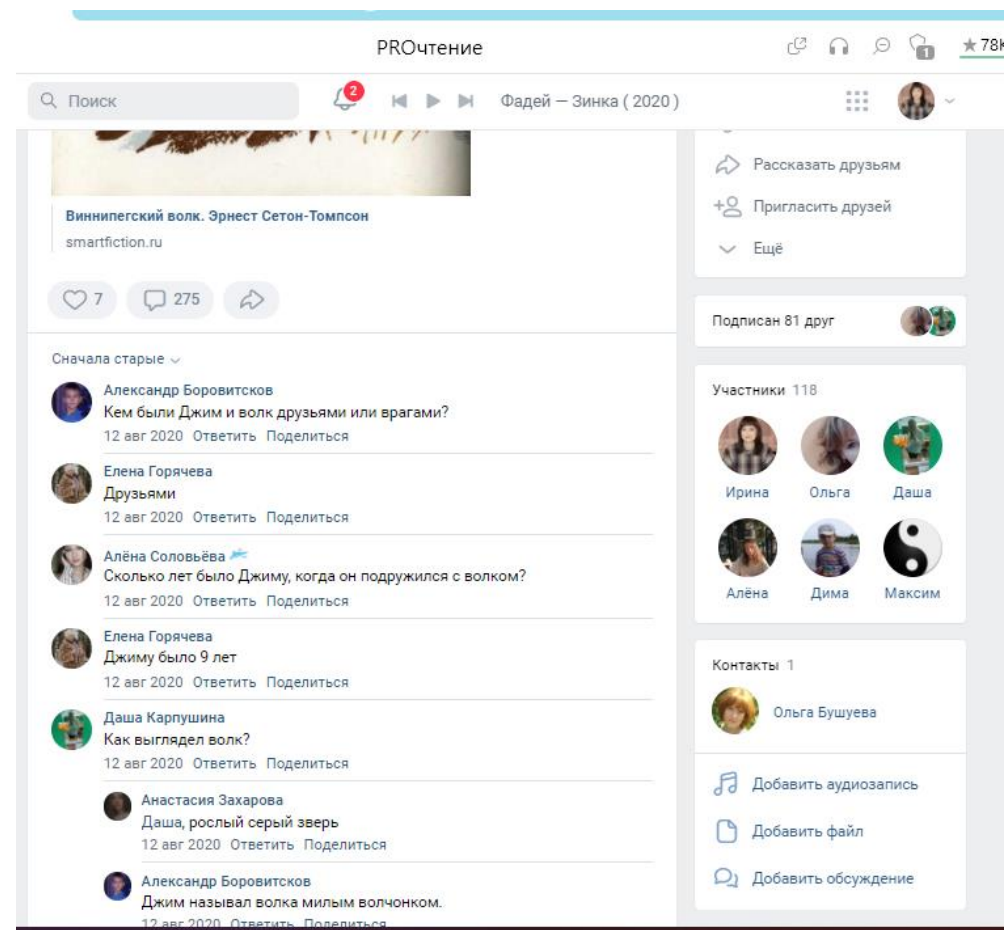 PROчтение
1
78K
Поиск
2
Фадей — Зинка ( 2020 )
Виннипегский волк. Эрнест Сетон-Томпсон
smartfiction.ru
7
275
Сначала старые
Александр Боровитсков
Кем были Джим и волк друзьями или врагами?
12 авг 2020 Ответить Поделиться
Елена Горячева
Друзьями
12 авг 2020 Ответить Поделиться
Алёна Соловьёва
Сколько лет было Джиму, когда он подружился с волком?
12 авг 2020 Ответить Поделиться
Елена Горячева
Джиму было 9 лет
12 авг 2020 Ответить Поделиться
Даша Карпушина
Как выглядел волк?
12 авг 2020 Ответить Поделиться
Анастасия Захарова
Даша, рослый серый зверь
12 авг 2020 Ответить Поделиться
Александр Боровитсков
Джим называл волка милым волчонком.
12 авг 2020 Ответить Поделиться
Рассказать друзьям
Пригласить друзей
Ещё
Подписан 81 друг
Участники 118
Ирина Ольга Даша
Алёна Дима Максим
Контакты 1
Ольга Бушуева
Добавить аудиозапись
Добавить файл
Добавить обсуждение